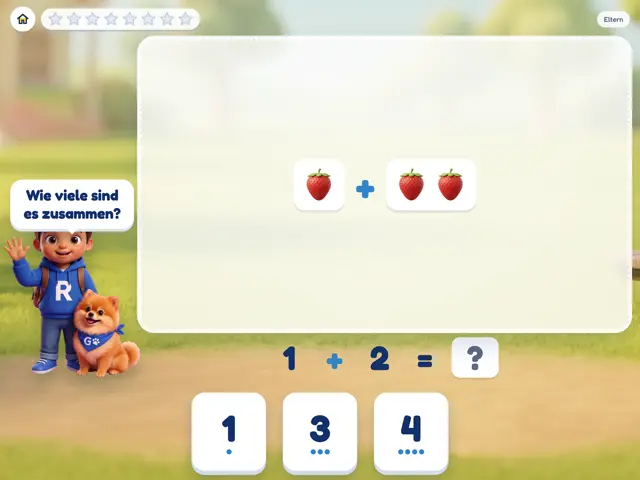 Eltern
Wie viele sind
es zusammen?
R
G
1 + 2 = ?
1 3 4